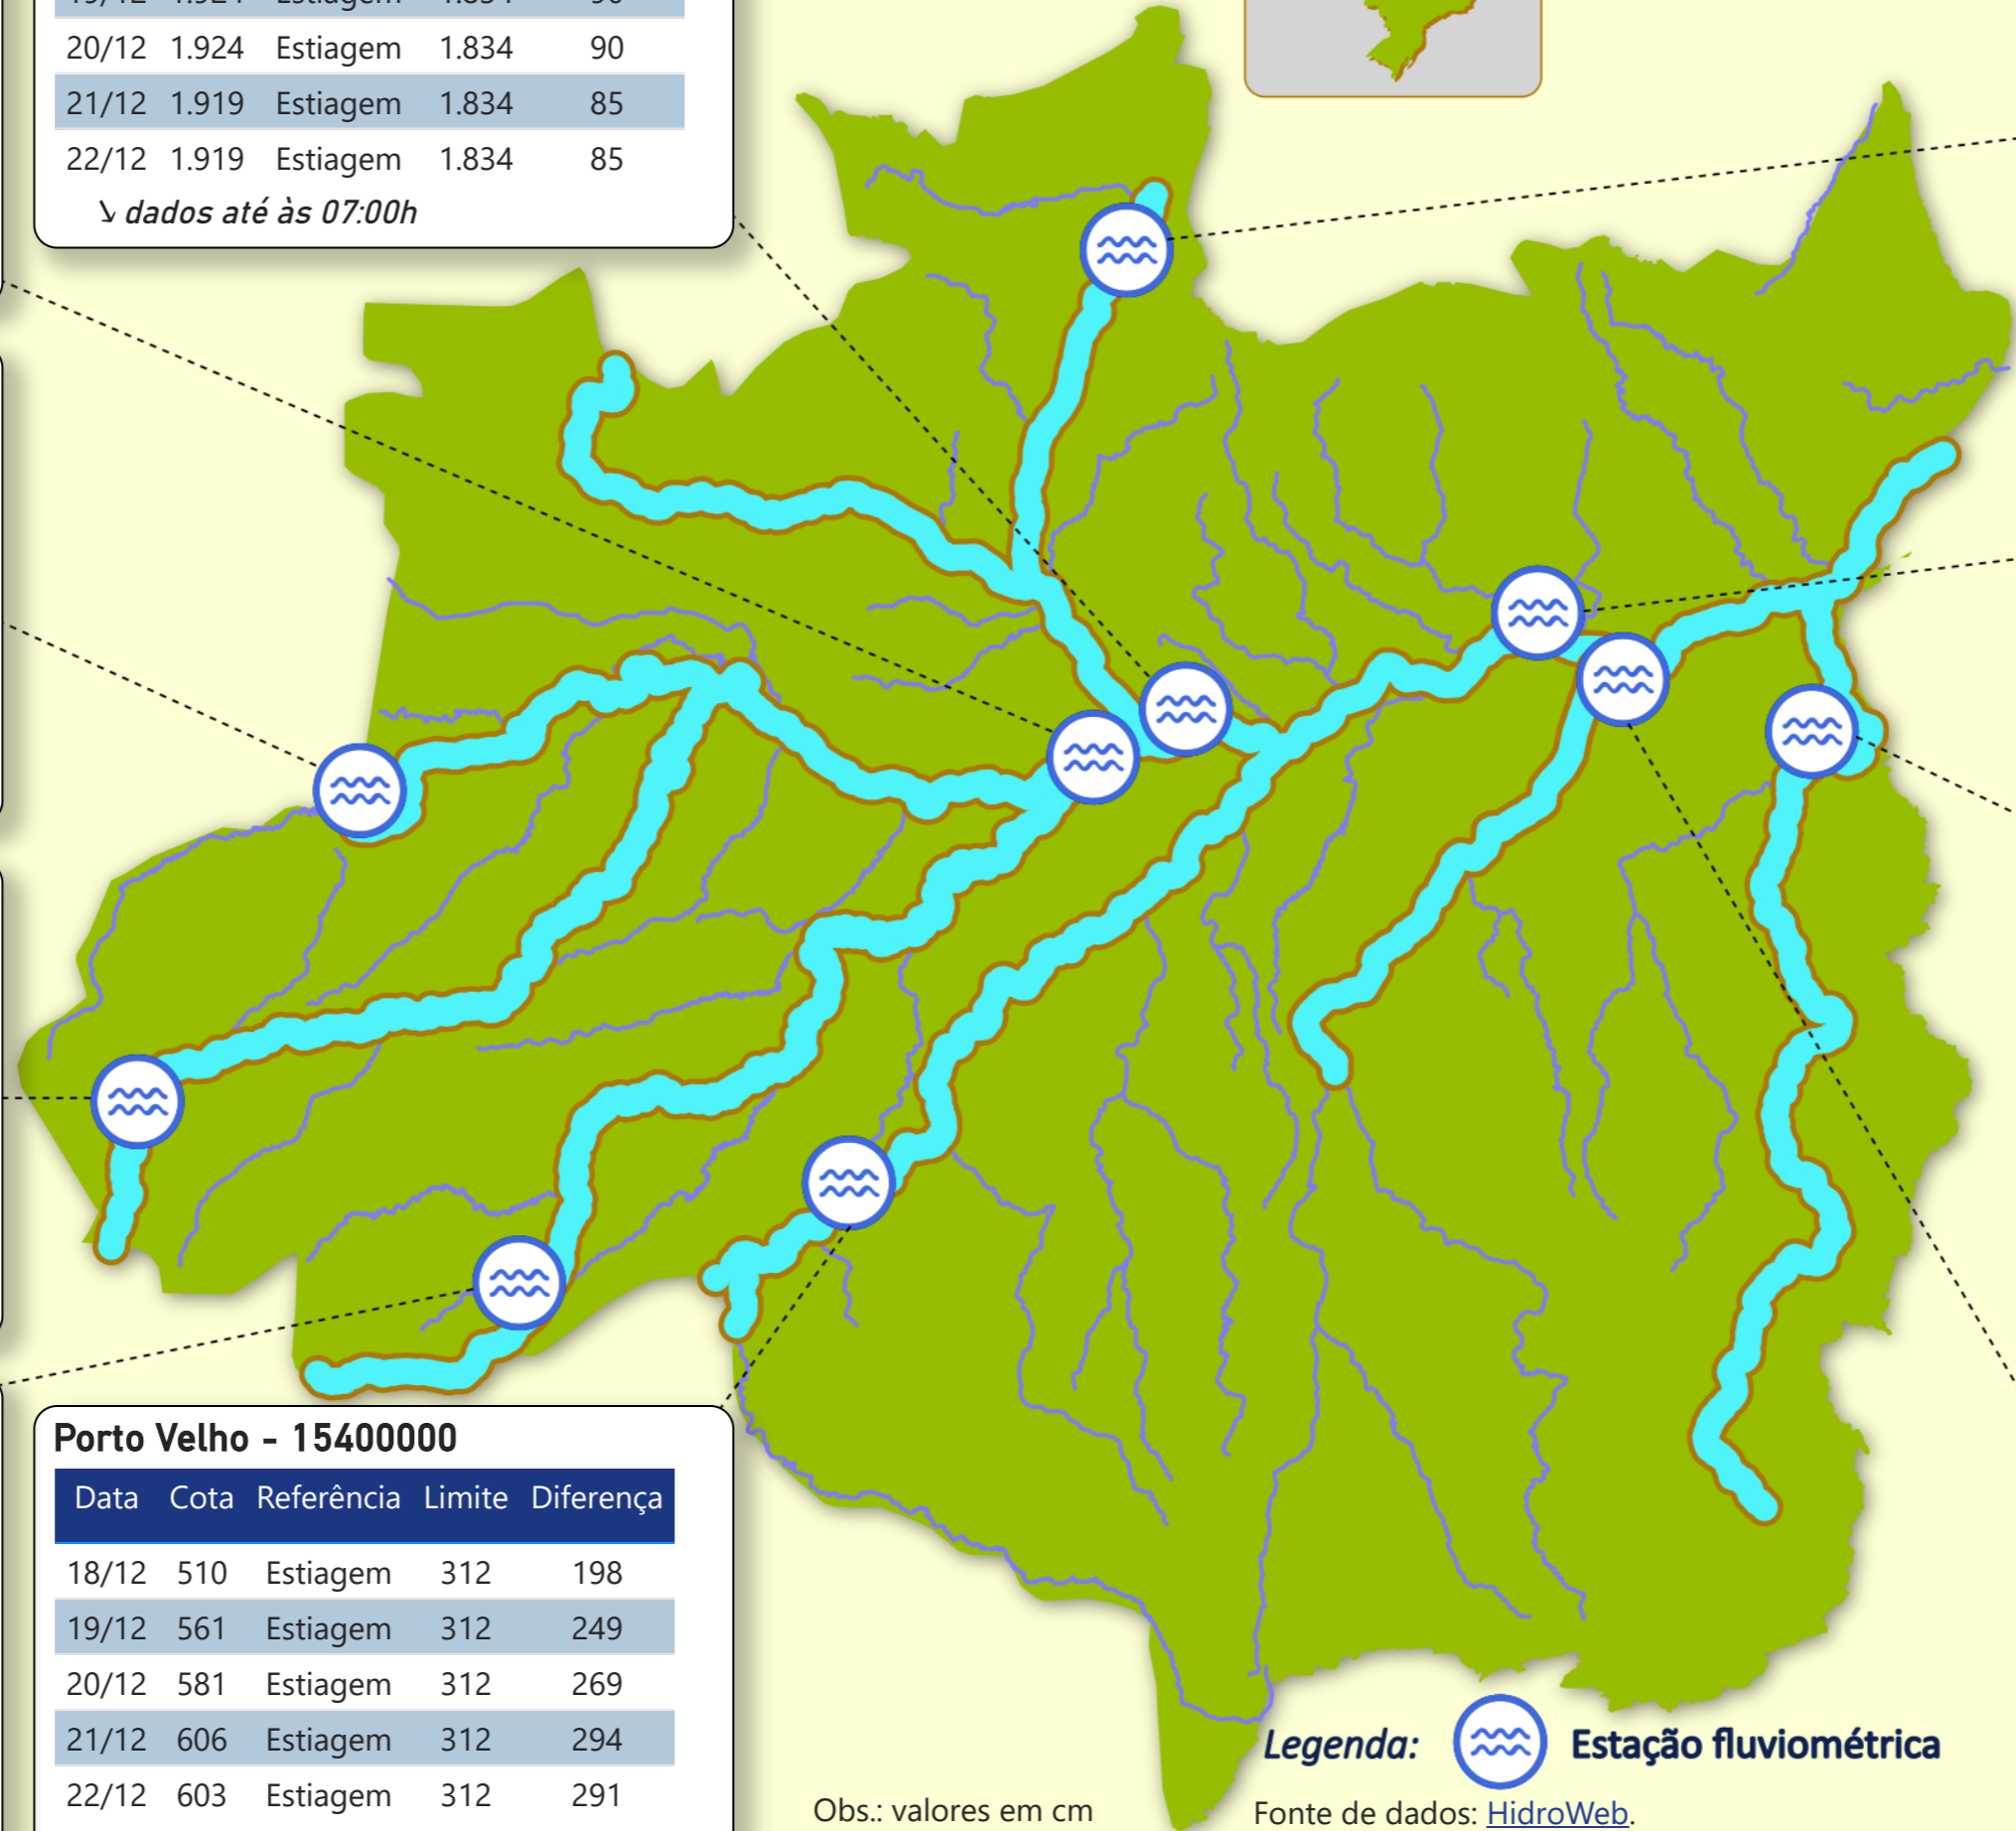 20/12 1.924 Estiagem 1.834 90
21/12 1.919 Estiagem 1.834 85
22/12 1.919 Estiagem 1.834 85
↘ dados até às 07:00h
Porto Velho - 15400000
Data Cota Referência Limite Diferença
18/12 510 Estiagem 312 198
19/12 561 Estiagem 312 249
20/12 581 Estiagem 312 269
21/12 606 Estiagem 312 294
22/12 603 Estiagem 312 291
Legenda: Estação fluviométrica
Obs.: valores em cm
Fonte de dados: HidroWeb.